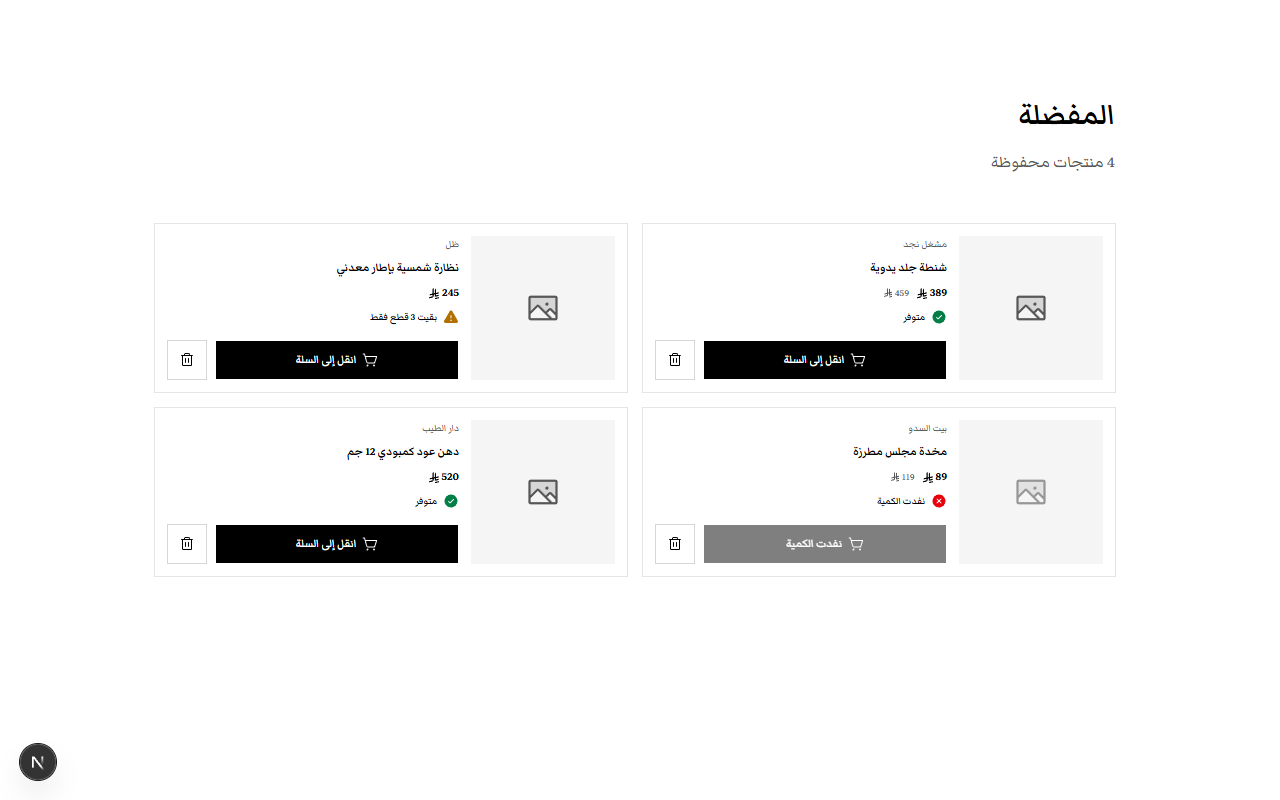 المفضلة
4 منتجات محفوظة
مشغل نجد
شنطة جلد يدوية
389 ⃁ 459 ⃁
متوفر
انقل إلى السلة
ظل
نظارة شمسية بإطار معدني
245 ⃁
بقيت 3 قطع فقط
انقل إلى السلة
بيت السدو
مخدة مجلس مطرزة
89 ⃁ 119 ⃁
نفدت الكمية
نفدت الكمية
دار الطيب
دهن عود كمبودي 12 جم
520 ⃁
متوفر
انقل إلى السلة
N